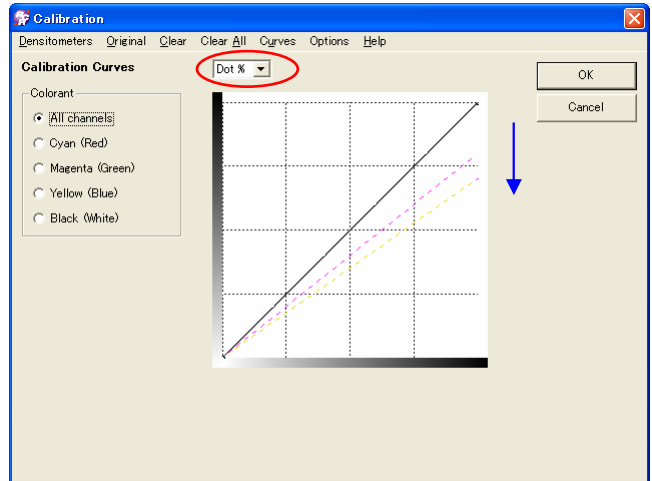 Calibration
Densitometers Original Clear Clear All Curves Options Help
Calibration Curves
Dot %
OK
Colorant
Cancel
All channels
Cyan (Red)
Magenta (Green)
Yellow (Blue)
Black (White)